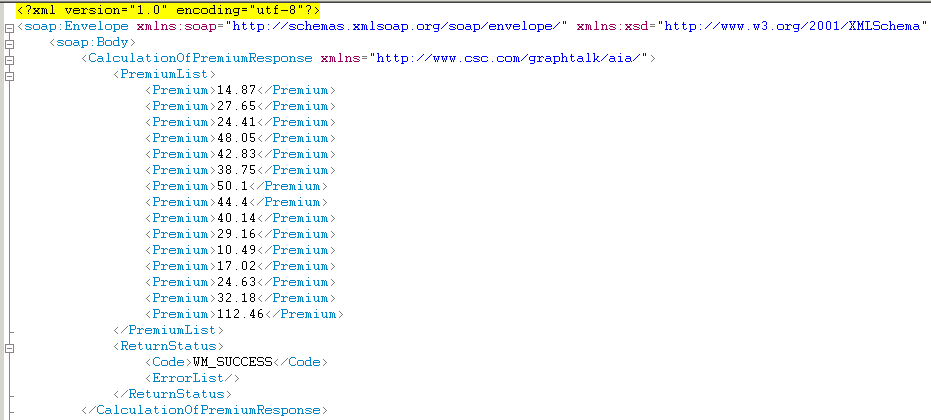 <?xml version="1.0" encoding="utf-8"?>
<soap:Envelope xmlns:soap="http://schemas.xmlsoap.org/soap/envelope/" xmlns:xsd="http://www.w3.org/2001/XMLSchema"
<soap:Body>
<CalculationOfPremiumResponse xmlns="http://www.csc.com/graphtalk/aia/">
<PremiumList>
<Premium>14.87</Premium>
<Premium>27.65</Premium>
<Premium>24.41</Premium>
<Premium>48.05</Premium>
<Premium>42.83</Premium>
<Premium>38.75</Premium>
<Premium>50.1</Premium>
<Premium>44.4</Premium>
<Premium>40.14</Premium>
<Premium>29.16</Premium>
<Premium>10.49</Premium>
<Premium>17.02</Premium>
<Premium>24.63</Premium>
<Premium>32.18</Premium>
<Premium>112.46</Premium>
</PremiumList>
<ReturnStatus>
<Code>WM_SUCCESS</Code>
<ErrorList/>
</ReturnStatus>
</CalculationOfPremiumResponse>